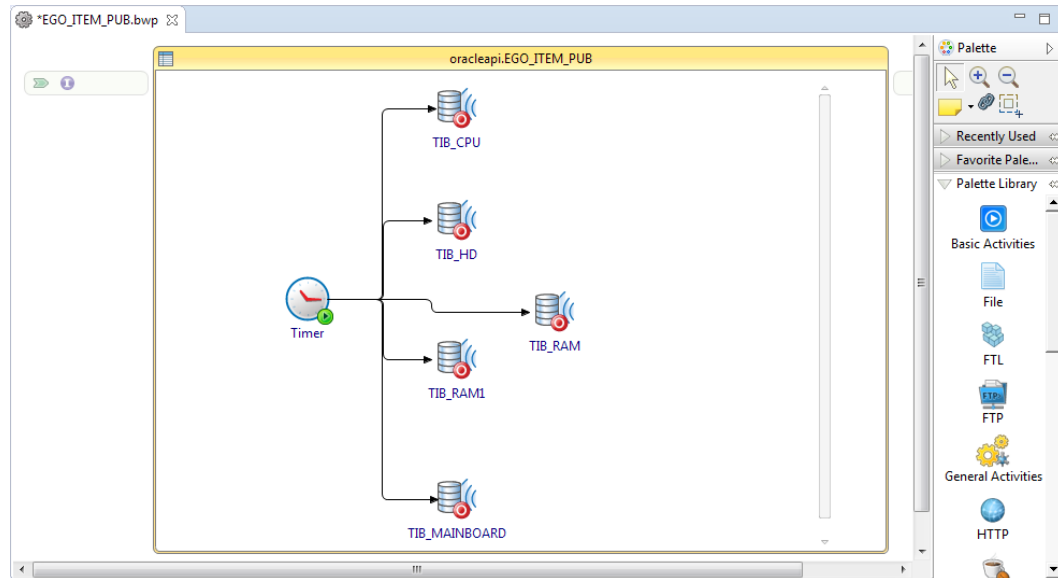 *EGO_ITEM_PUB.bwp
oracleapi.EGO_ITEM_PUB
TIB_CPU
TIB_HD
Timer
TIB_RAM
TIB_RAM1
TIB_MAINBOARD
Palette
Recently Used
Favorite Pale...
Palette Library
Basic Activities
File
FTL
FTP
FTP
General Activities
HTTP